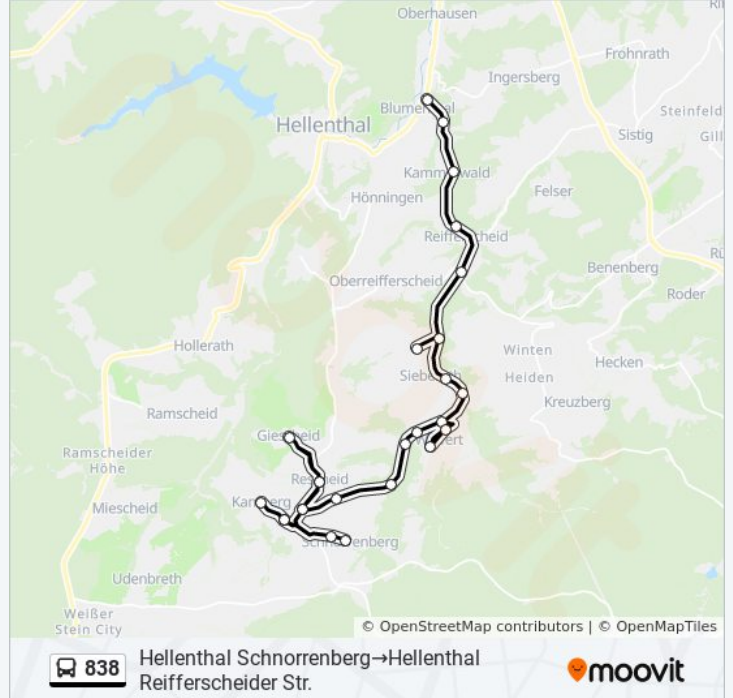 Oberhausen
Frohnrath
Ingersberg
Steinfeld
Hellenthal
Sistig
Gill
Hönningen
Felser
Benenberg
Oberreifferscheid
Roder
Hollerath
Winten
Heiden
Hecken
Kreuzberg
Ramscheid
Ramscheider
Höhe
Miescheid
Udenbreth
Weißer
Stein City
© OpenStreetMap contributors | © OpenMapTiles
838
Hellenthal Schnorrenberg→Hellenthal
Reifferscheider Str.
moovit